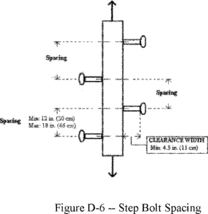 Spacing
Spacing
Spacing
Min: 12 in. (30 cm)
Max: 18 in. (46 cm)
CLEARANCE WIDTH
Min. 4.5 in (11 cm)
Figure D-6 -- Step Bolt Spacing